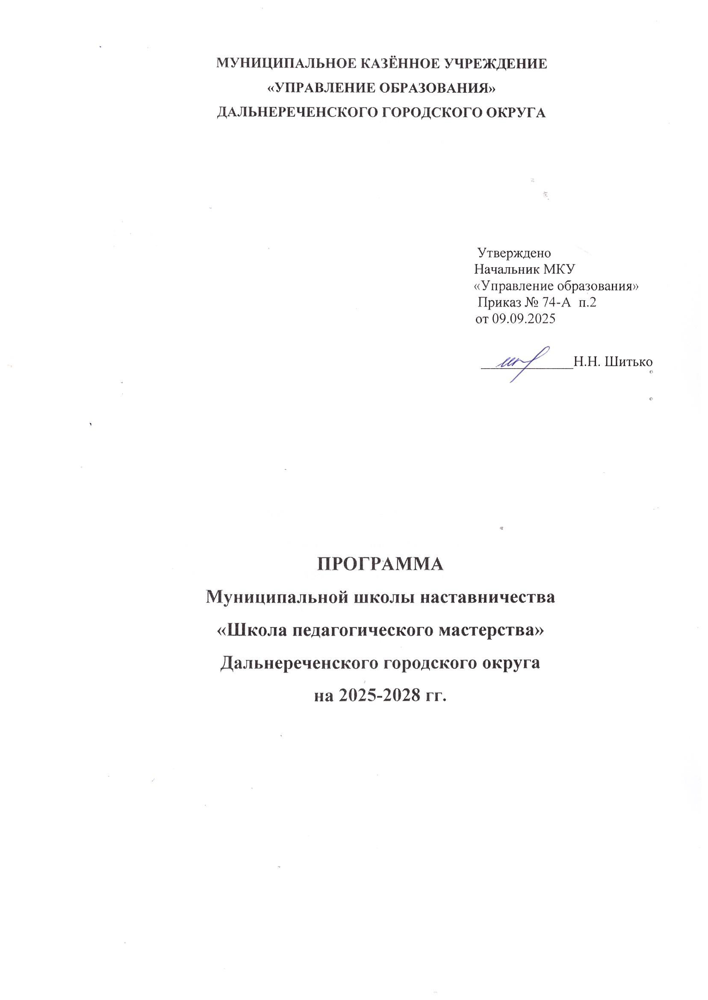 МУНИЦИПАЛЬНОЕ КАЗЁННОЕ УЧРЕЖДЕНИЕ
«УПРАВЛЕНИЕ ОБРАЗОВАНИЯ»
ДАЛЬНЕРЕЧЕНСКОГО ГОРОДСКОГО ОКРУГА
Утверждено
Начальник МКУ
«Управление образования»
Приказ № 74-А п.2
от 09.09.2025
Н.Н. Шитько
ПРОГРАММА
Муниципальной школы наставничества
«Школа педагогического мастерства»
Дальнереченского городского округа
на 2025-2028 гг.